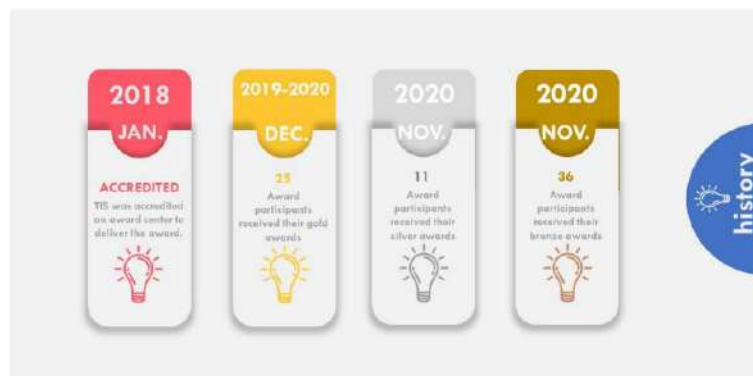 2018
JAN.
ACCREDITED
TIS was accredited
an award center to
deliver the award.
2019-2020
DEC.
25
Award
participants
received their gold
awards
2020
NOV.
11
Award
participants
received their
silver awards
2020
NOV.
36
Award
participants
received their
bronze awards
history